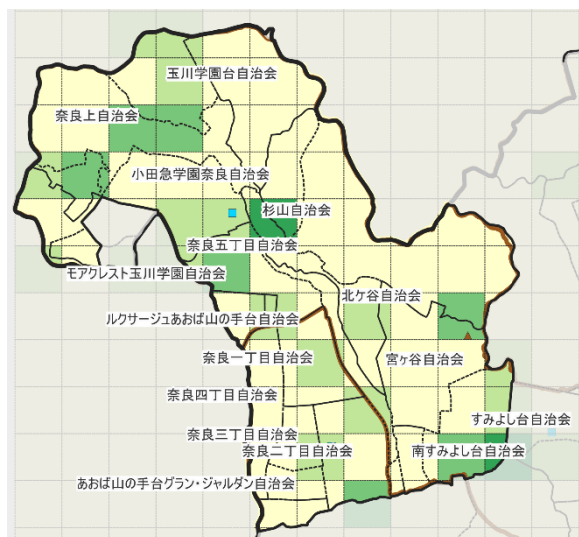 玉川学園台自治会
奈良上自治会
小田急学園奈良自治会
杉山自治会
奈良五丁目自治会
モアクレスト玉川学園自治会
北ケ谷自治会
ルクサージュあおば山の手台自治会
奈良一丁目自治会
宮ヶ谷自治会
奈良四丁目自治会
すみよし台自治会
奈良三丁目自治会
奈良二丁目自治会
南すみよし台自治会
あおば山の手台グラン・ジャルダン自治会